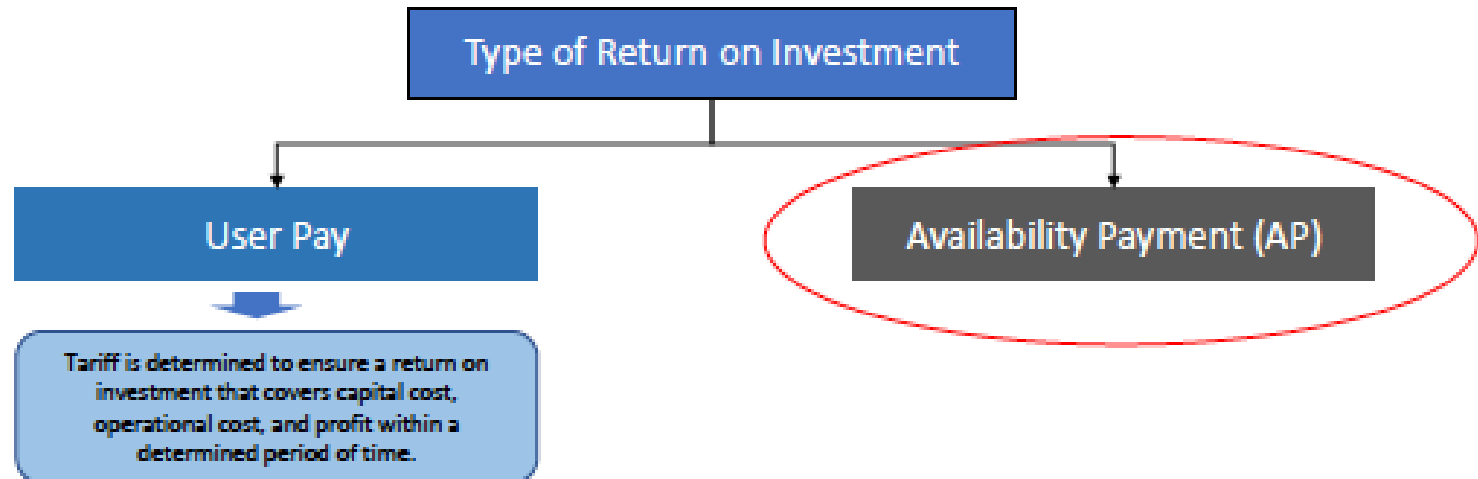 Type of Return on Investment
User Pay
Availability Payment (AP)
Tariff is determined to ensure a return on
investment that covers capital cost,
operational cost, and profit within a
determined period of time.